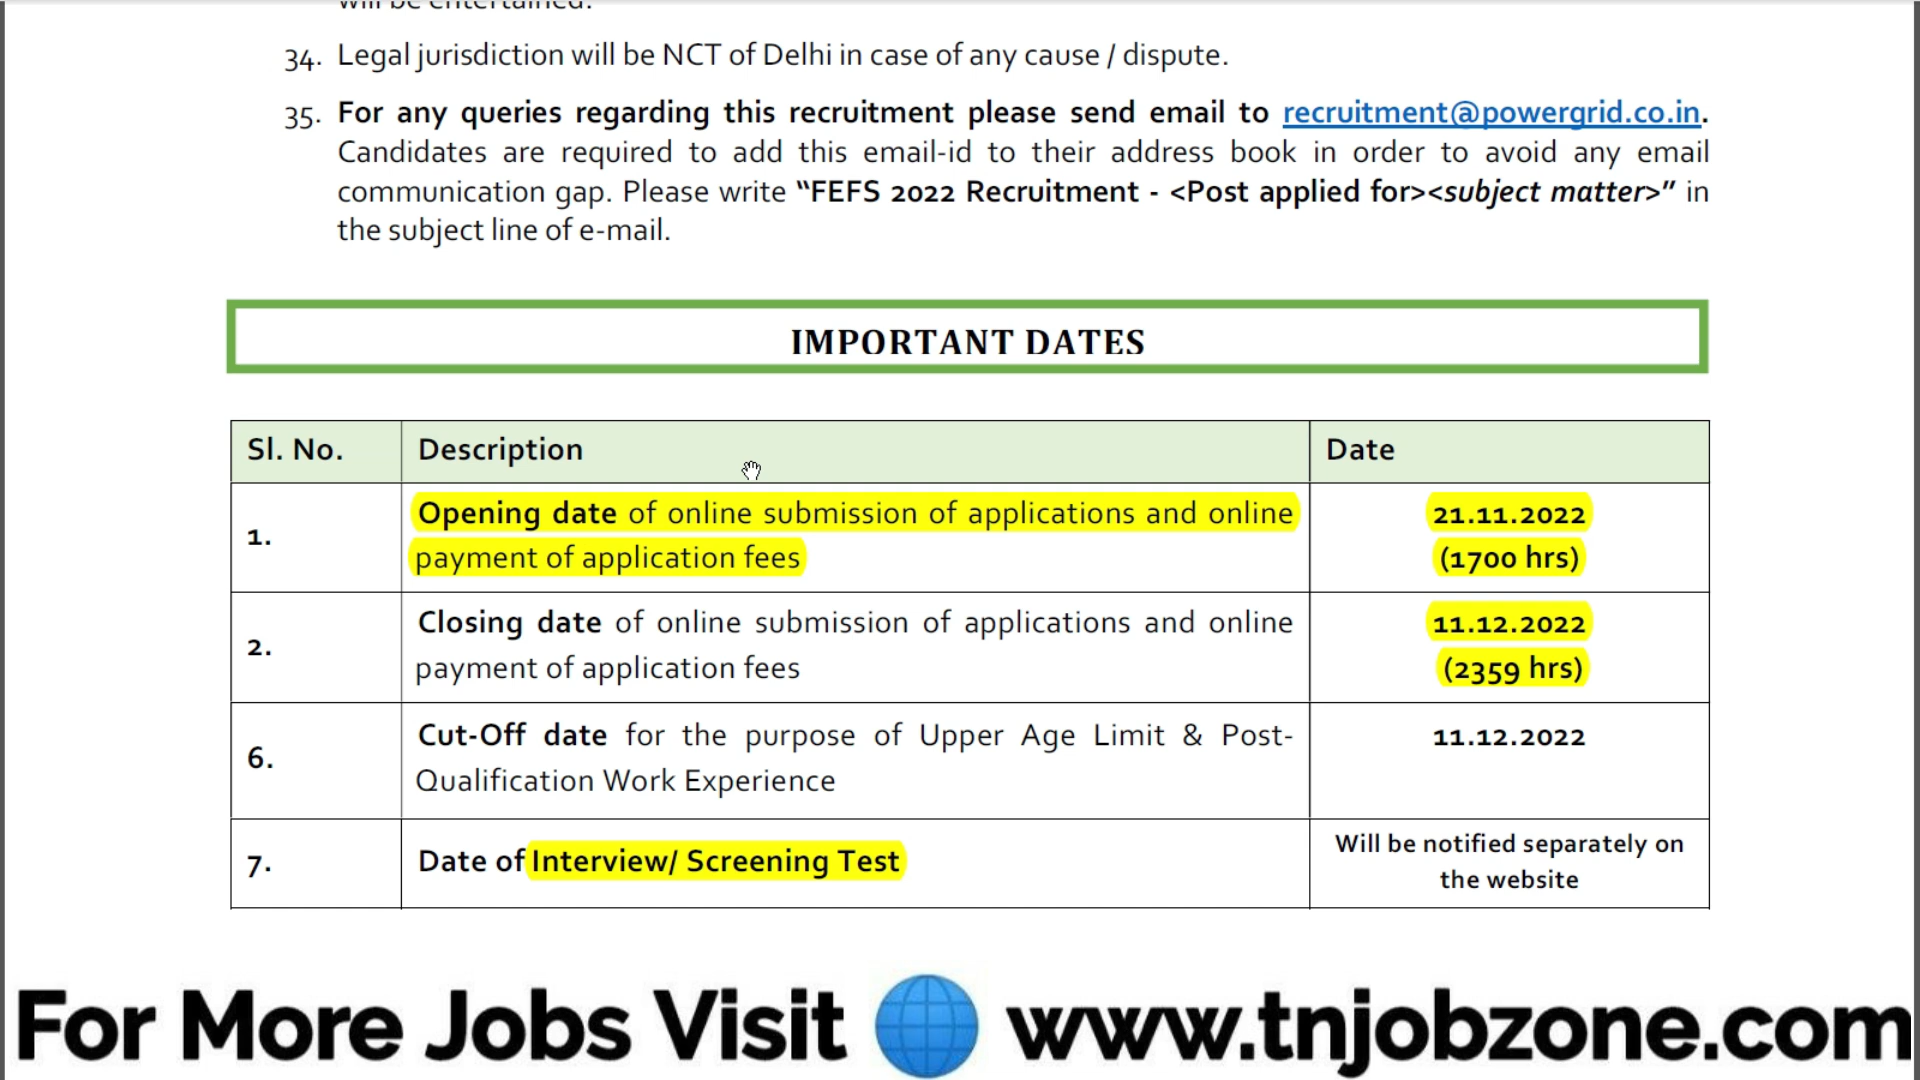 will be entertained.
34. Legal jurisdiction will be NCT of Delhi in case of any cause / dispute.
35. For any queries regarding this recruitment please send email to recruitment@powergrid.co.in.
Candidates are required to add this email-id to their address book in order to avoid any email
communication gap. Please write “FEFS 2022 Recruitment - <Post applied for><subject matter>” in
the subject line of e-mail.
IMPORTANT DATES
Sl. No. Description Date
1. Opening date of online submission of applications and online
payment of application fees
21.11.2022
(1700 hrs)
2. Closing date of online submission of applications and online
payment of application fees
11.12.2022
(2359 hrs)
6. Cut-Off date for the purpose of Upper Age Limit & Post-
Qualification Work Experience
11.12.2022
7. Date of Interview/ Screening Test
Will be notified separately on
the website
For More Jobs Visit www.tnjobzone.com